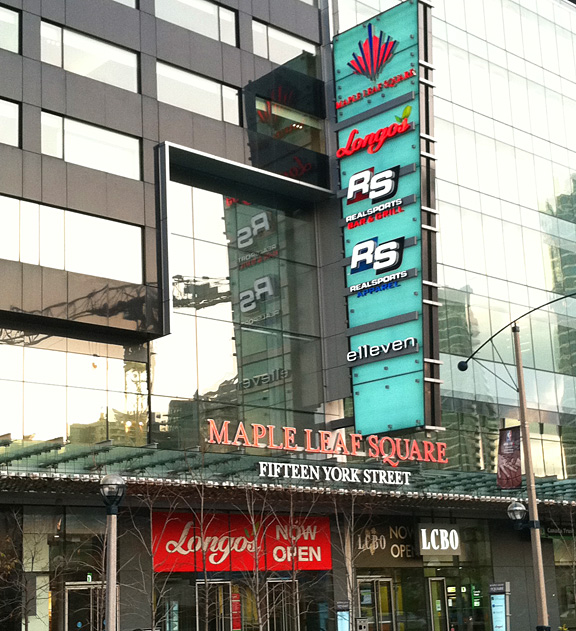 MAPLE LEAF SQUARE
Longo's
RS
REALSPORTS
BAR & GRILL
RS
REALSPORTS
APPAREL
e11even
MAPLE LEAF SQUARE
FIFTEEN YORK STREET
Longo's NOW OPEN
LCBO NOW OPEN
LCBO